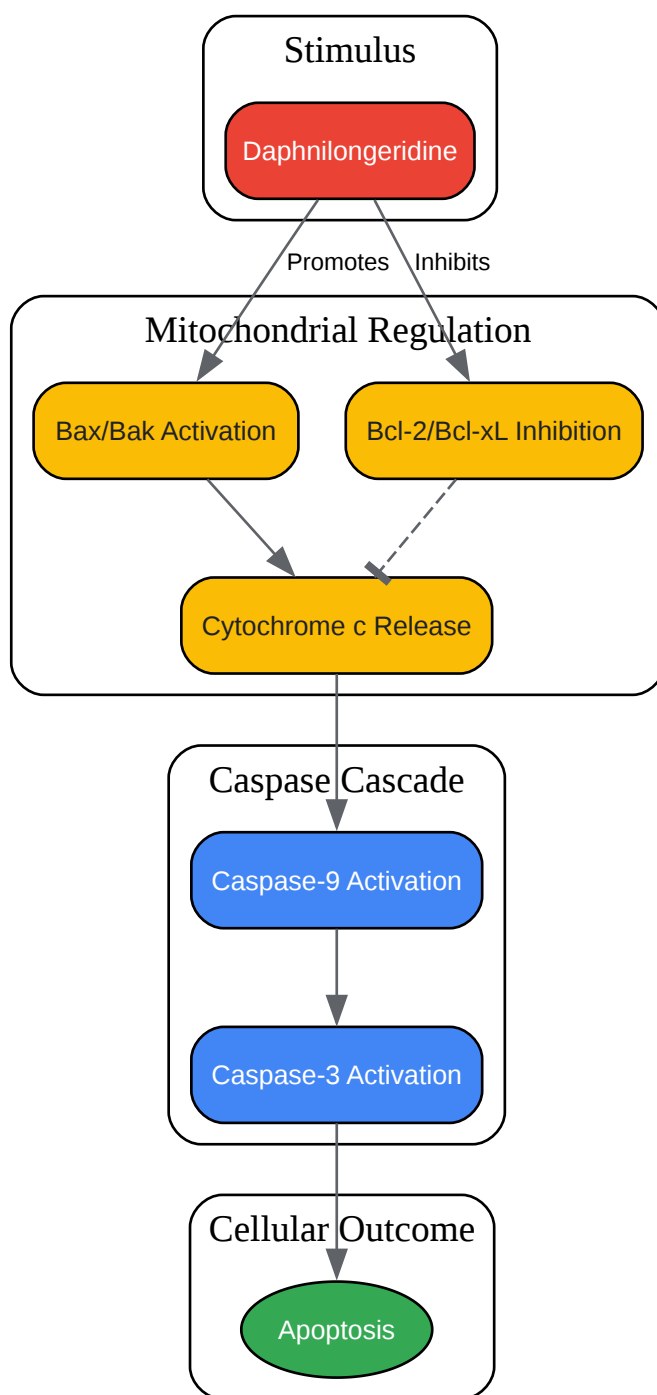 Stimulus
Daphnilongeridine
Promotes
Inhibits
Mitochondrial Regulation
Bax/Bak Activation
Bcl-2/Bcl-xL Inhibition
Cytochrome c Release
Caspase Cascade
Caspase-9 Activation
Caspase-3 Activation
Cellular Outcome
Apoptosis